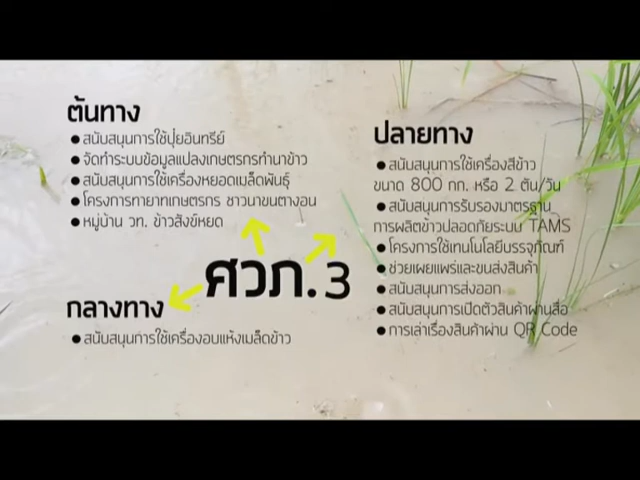 ต้นทาง
● สนับสนุนการใช้ปุ๋ยอินทรีย์
● จัดทำระบบข้อมูลแปลงเกษตรกรทำนาข้าว
● สนับสนุนการใช้เครื่องหยอดเมล็ดพันธุ์
● โครงการทายาทเกษตรกร ชาวนาขนตางอน
● หมู่บ้าน วท. ข้าวสังข์หยด
ศวภ.3
กลางทาง
● สนับสนุนการใช้เครื่องอบแห้งเมล็ดข้าว
ปลายทาง
● สนับสนุนการใช้เครื่องสีข้าว
ขนาด 800 กก. หรือ 2 ตัน/วัน
● สนับสนุนการรับรองมาตรฐาน
การผลิตข้าวปลอดภัยระบบ TAMS
● โครงการใช้เทนโนโลยีบรรจุภัณฑ์
● ช่วยเผยแพร่และขนส่งสินค้า
● สนับสนุนการส่งออก
● สนับสนุนการเปิดตัวสินค้าผ่านสื่อ
● การเล่าเรื่องสินค้าผ่าน QR Code